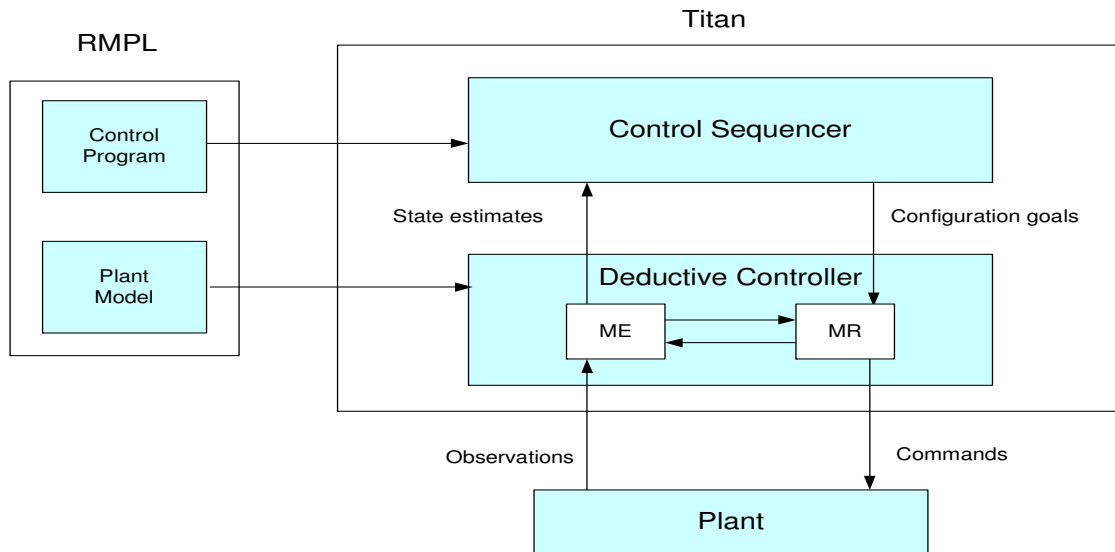 Titan
RMPL
Control
Program
Control Sequencer
State estimates
Configuration goals
Plant
Model
Deductive Controller
ME
MR
Observations
Commands
Plant